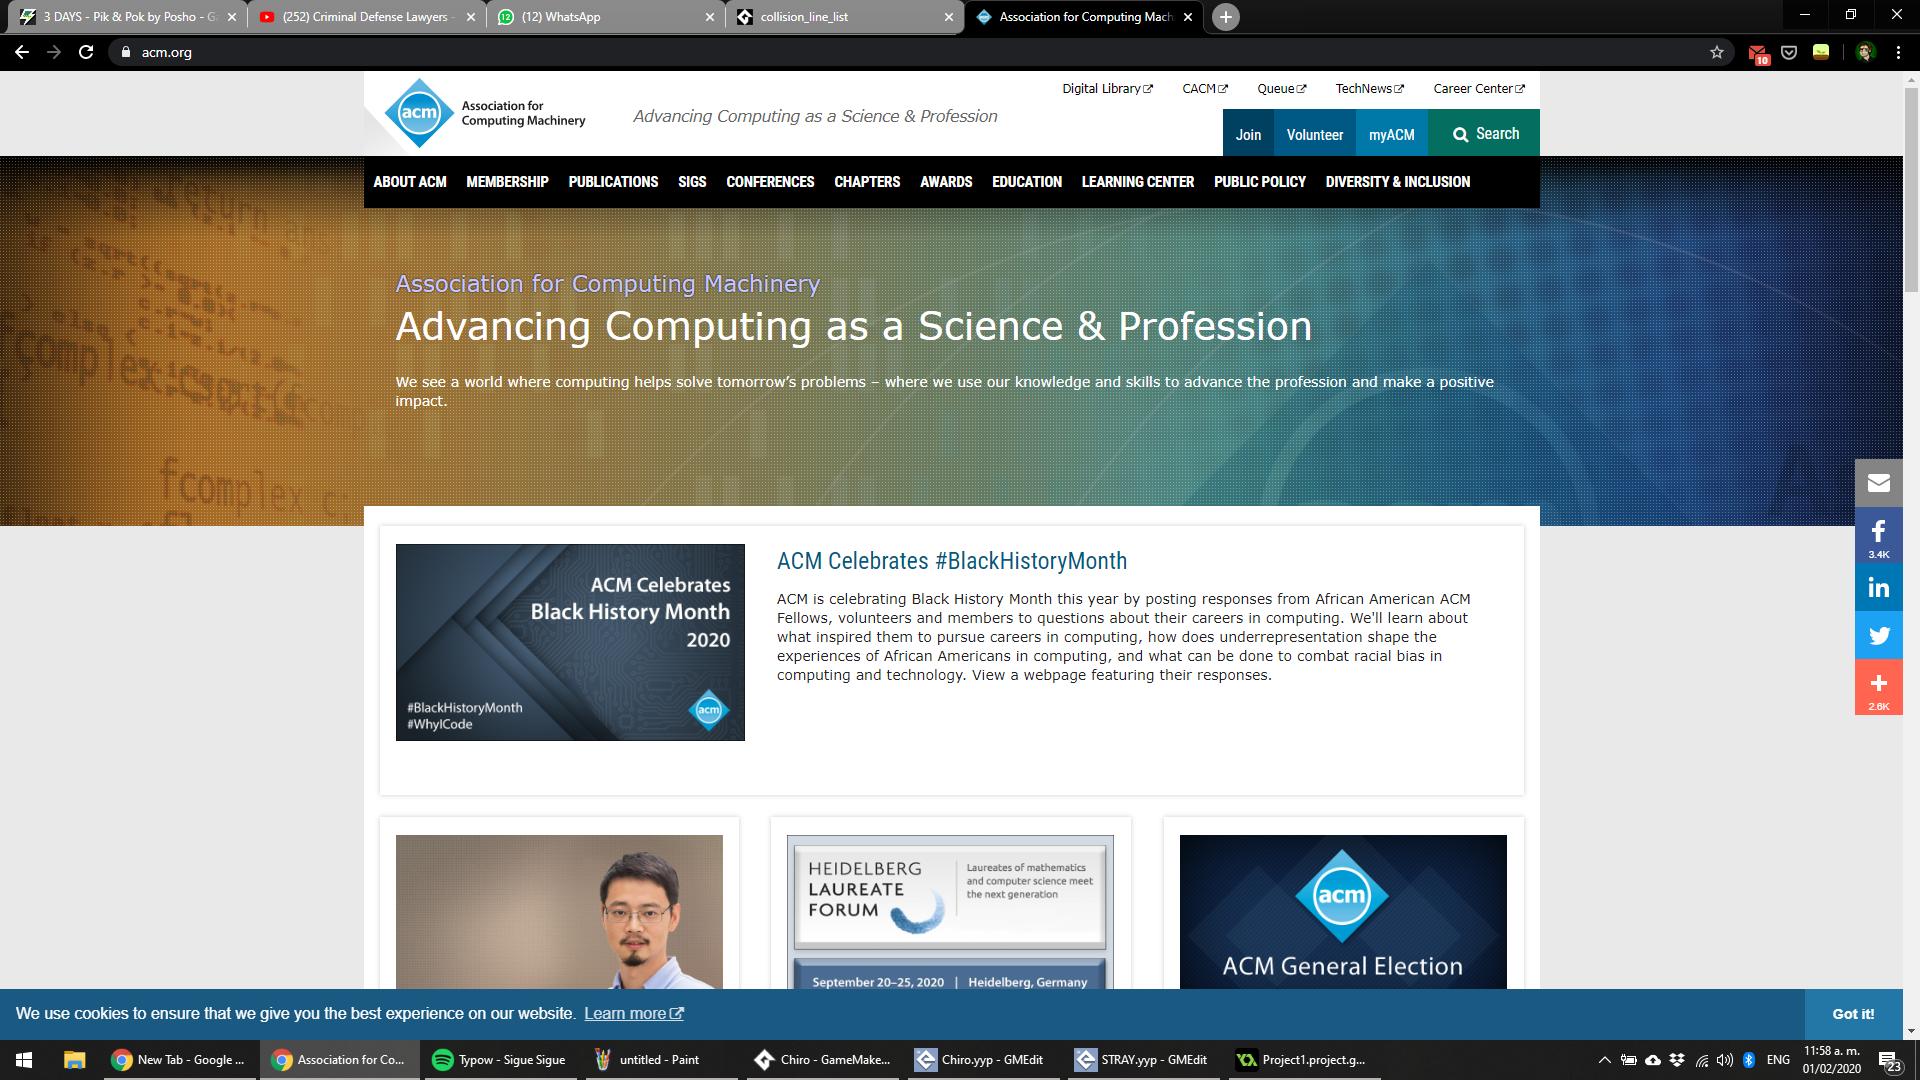 3 DAYS - Pik & Pok by Posho - G
(252) Criminal Defense Lawyers -
(12) WhatsApp
collision_line_list
Association for Computing Mach
acm.org
10
acm
Association for
Computing Machinery
Advancing Computing as a Science & Profession
Digital Library
CACM
Queue
TechNews
Career Center
Join
Volunteer
myACM
Search
ABOUT ACM
MEMBERSHIP
PUBLICATIONS
SIGS
CONFERENCES
CHAPTERS
AWARDS
EDUCATION
LEARNING CENTER
PUBLIC POLICY
DIVERSITY & INCLUSION
Association for Computing Machinery
Advancing Computing as a Science & Profession
We see a world where computing helps solve tomorrow’s problems – where we use our knowledge and skills to advance the profession and make a positive
impact.
fcomplex c;
3.4K
2.6K
ACM Celebrates
Black History Month
2020
#BlackHistoryMonth
#WhyICode
acm
ACM Celebrates #BlackHistoryMonth
ACM is celebrating Black History Month this year by posting responses from African American ACM
Fellows, volunteers and members to questions about their careers in computing. We'll learn about
what inspired them to pursue careers in computing, how does underrepresentation shape the
experiences of African Americans in computing, and what can be done to combat racial bias in
computing and technology. View a webpage featuring their responses.
HEIDELBERG
LAUREATE
FORUM
Laureates of mathematics
and computer science meet
the next generation
September 20–25, 2020 | Heidelberg, Germany
acm
ACM General Election
We use cookies to ensure that we give you the best experience on our website. Learn more
Got it!
New Tab - Google ...
Association for Co...
Typow - Sigue Sigue
untitled - Paint
Chiro - GameMake...
Chiro.yyp - GMEdit
STRAY.yyp - GMEdit
Project1.project.g...
ENG
11:58 a. m.
01/02/2020
23